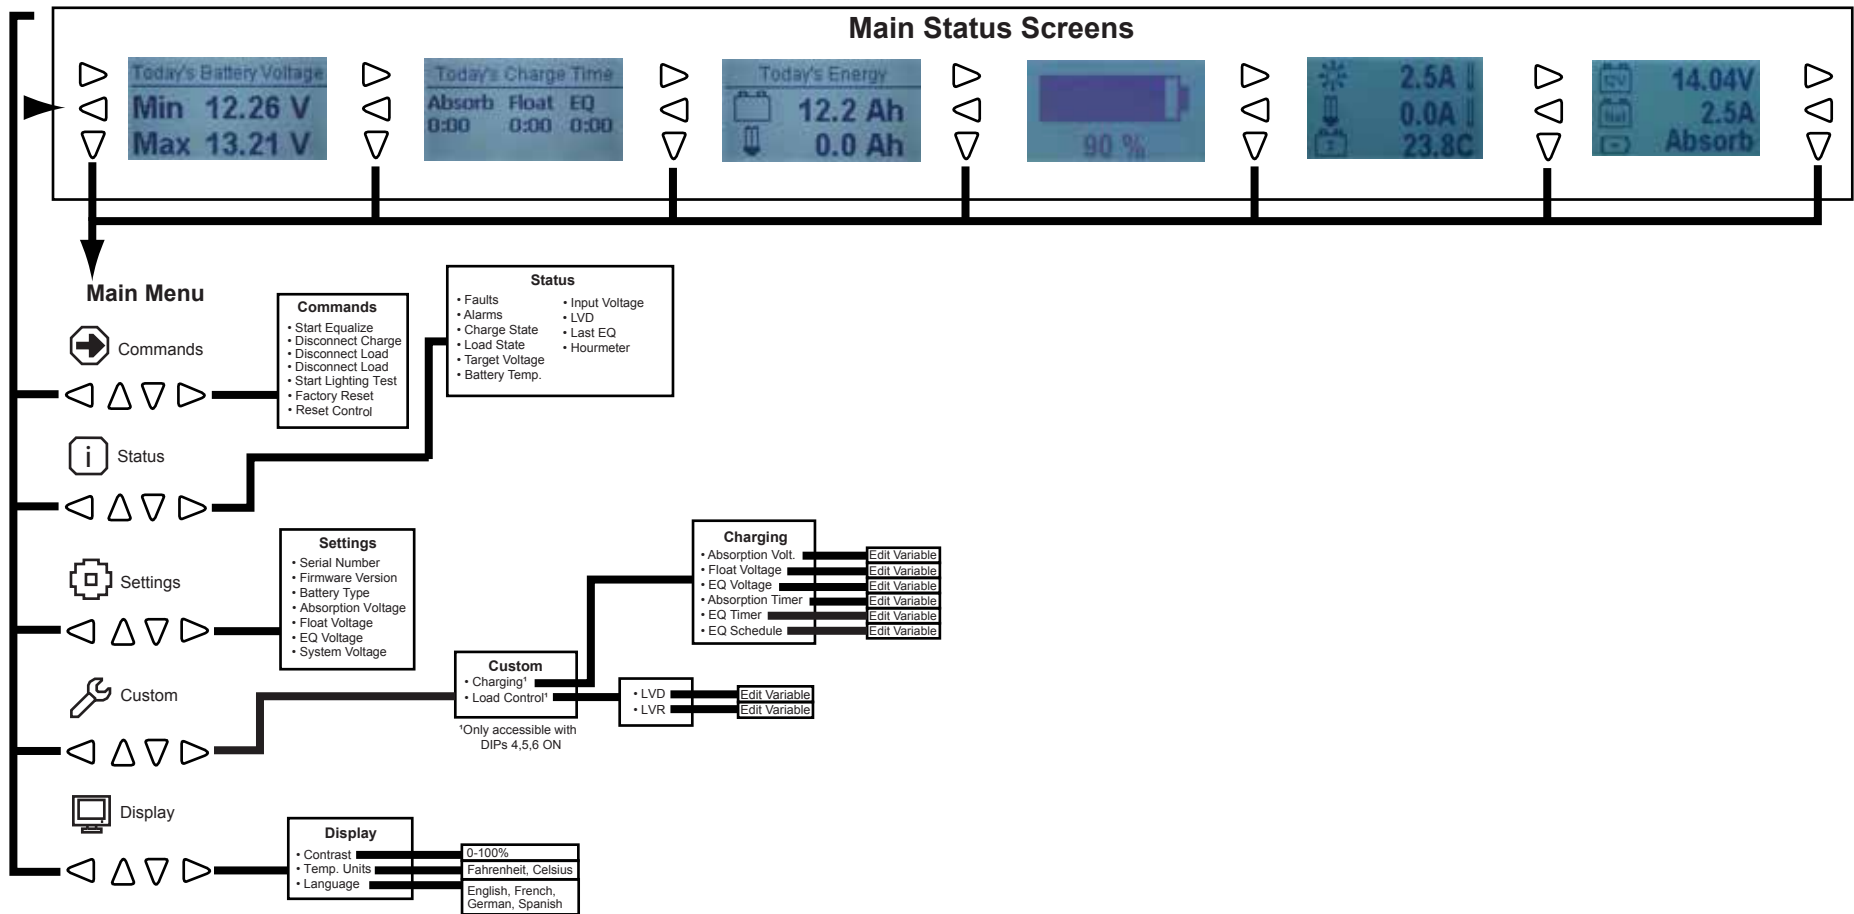 Main Status Screens
Today's Battery Voltage
Min 12.26 V
Max 13.21 V
Today's Charge Time
Absorb Float EQ
0:00 0:00 0:00
Today's Energy
12.2 Ah
0.0 Ah
90 %
2.5A
0.0A
23.8C
12V 14.04V
2.5A
Absorb
Main Menu
Commands
Commands
• Start Equalize
• Disconnect Charge
• Disconnect Load
• Disconnect Load
• Start Lighting Test
• Factory Reset
• Reset Control
Status
• Faults
• Alarms
• Charge State
• Load State
• Target Voltage
• Battery Temp.
• Input Voltage
• LVD
• Last EQ
• Hourmeter
i Status
Settings
Settings
• Serial Number
• Firmware Version
• Battery Type
• Absorption Voltage
• Float Voltage
• EQ Voltage
• System Voltage
Custom
Custom
• Charging†
• Load Control†
†Only accessible with
DIPs 4,5,6 ON
Charging
• Absorption Volt. Edit Variable
• Float Voltage Edit Variable
• EQ Voltage Edit Variable
• Absorption Timer Edit Variable
• EQ Timer Edit Variable
• EQ Schedule Edit Variable
• LVD Edit Variable
• LVR Edit Variable
Display
Display
• Contrast 0-100%
• Temp. Units Fahrenheit, Celsius
• Language English, French,
German, Spanish